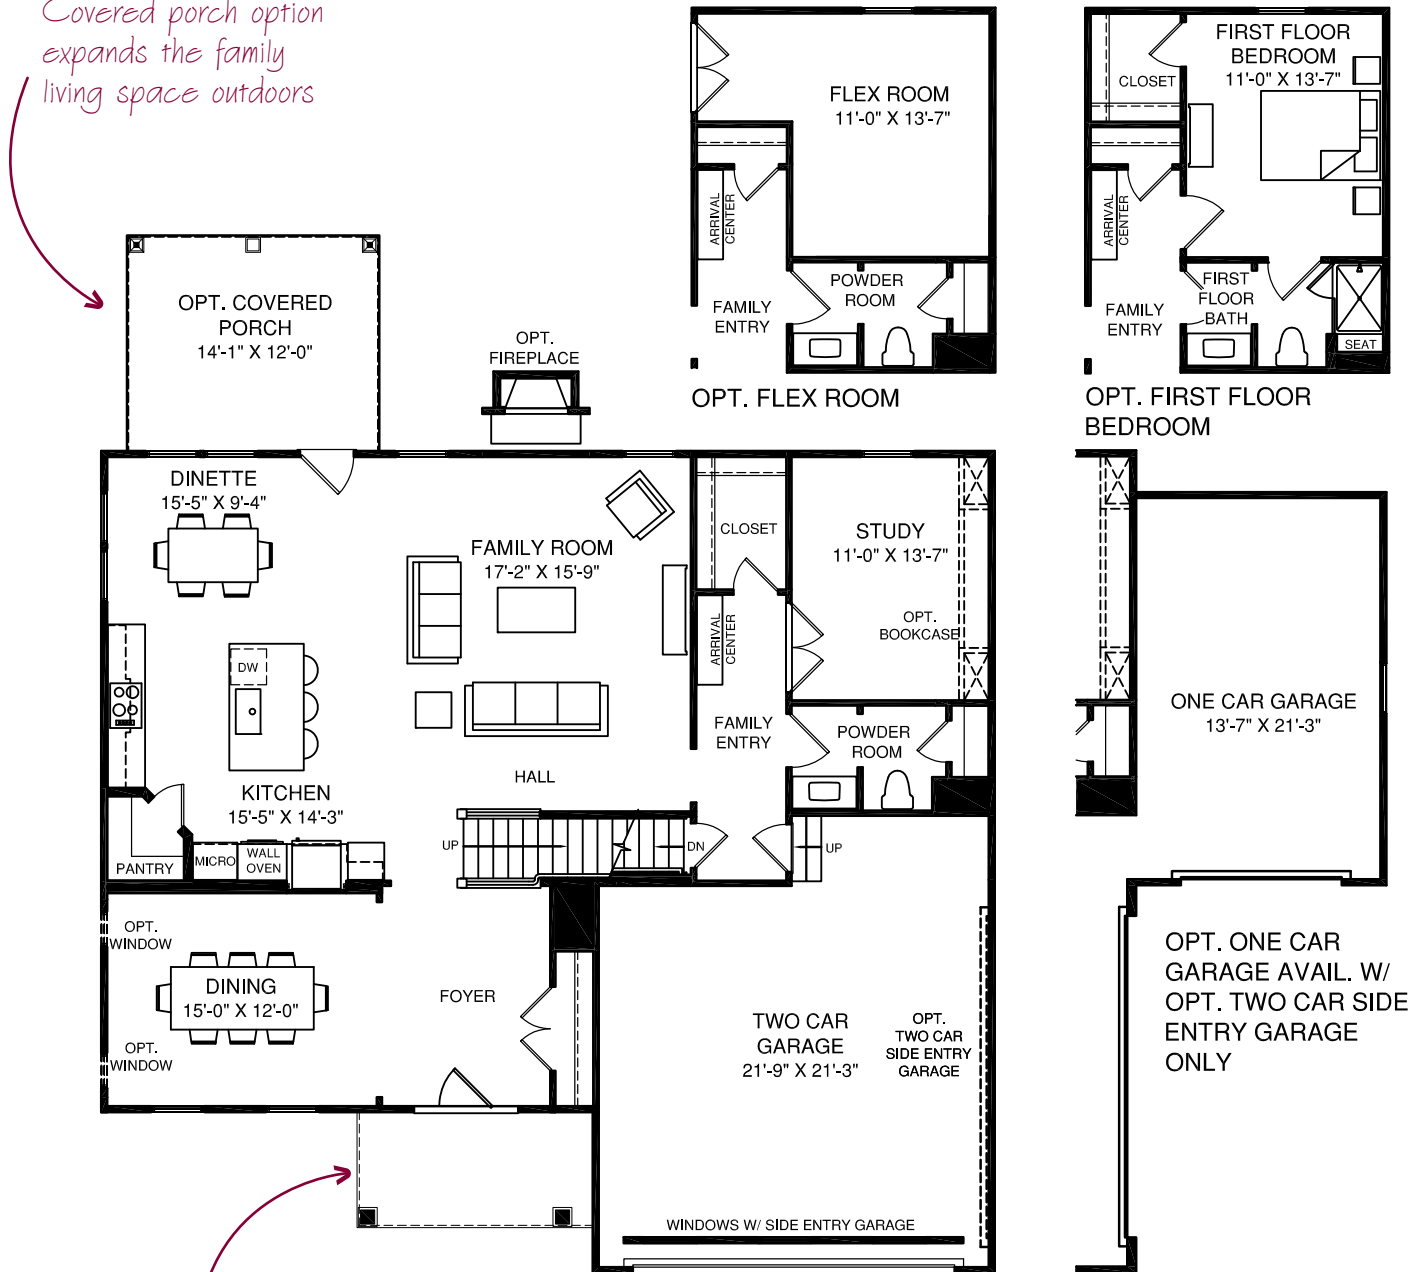 Covered porch option
expands the family
living space outdoors
FLEX ROOM
11'-0" X 13'-7"
ARRIVAL
CENTER
FAMILY
ENTRY
POWDER
ROOM
OPT. FLEX ROOM
FIRST FLOOR
BEDROOM
11'-0" X 13'-7"
CLOSET
ARRIVAL
CENTER
FAMILY
ENTRY
FIRST
FLOOR
BATH
SEAT
OPT. FIRST FLOOR
BEDROOM
OPT. COVERED
PORCH
14'-1" X 12'-0"
OPT.
FIREPLACE
DINETTE
15'-5" X 9'-4"
FAMILY ROOM
17'-2" X 15'-9"
CLOSET
STUDY
11'-0" X 13'-7"
OPT.
BOOKCASE
ARRIVAL
CENTER
DW
FAMILY
ENTRY
POWDER
ROOM
HALL
KITCHEN
15'-5" X 14'-3"
PANTRY
MICRO
WALL
OVEN
UP
DN
UP
ONE CAR GARAGE
13'-7" X 21'-3"
OPT.
WINDOW
DINING
15'-0" X 12'-0"
OPT.
WINDOW
FOYER
TWO CAR
GARAGE
21'-9" X 21'-3"
OPT.
TWO CAR
SIDE ENTRY
GARAGE
WINDOWS W/ SIDE ENTRY GARAGE
OPT. ONE CAR
GARAGE AVAIL. W/
OPT. TWO CAR SIDE
ENTRY GARAGE
ONLY